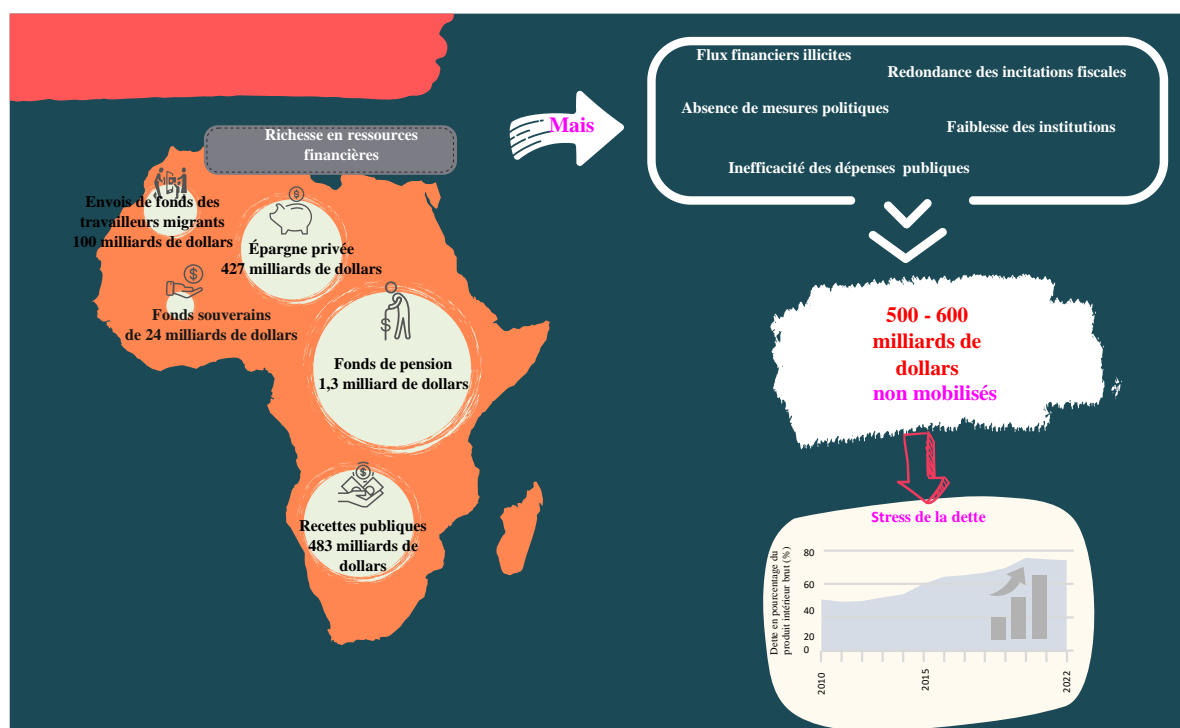 Richesse en ressources
financières
Envois de fonds des
travailleurs migrants
100 milliards de dollars
Épargne privée
427 milliards de dollars
Fonds souverains
de 24 milliards de dollars
Fonds de pension
1,3 milliard de dollars
Recettes publiques
483 milliards de
dollars
Mais
Flux financiers illicites
Redondance des incitations fiscales
Absence de mesures politiques
Faiblesse des institutions
Inefficacité des dépenses publiques
500 - 600
milliards de
dollars
non mobilisés
Stress de la dette
Dette en pourcentage du
produit intérieur brut (%)
80
60
40
20
0
2010
2015
2022